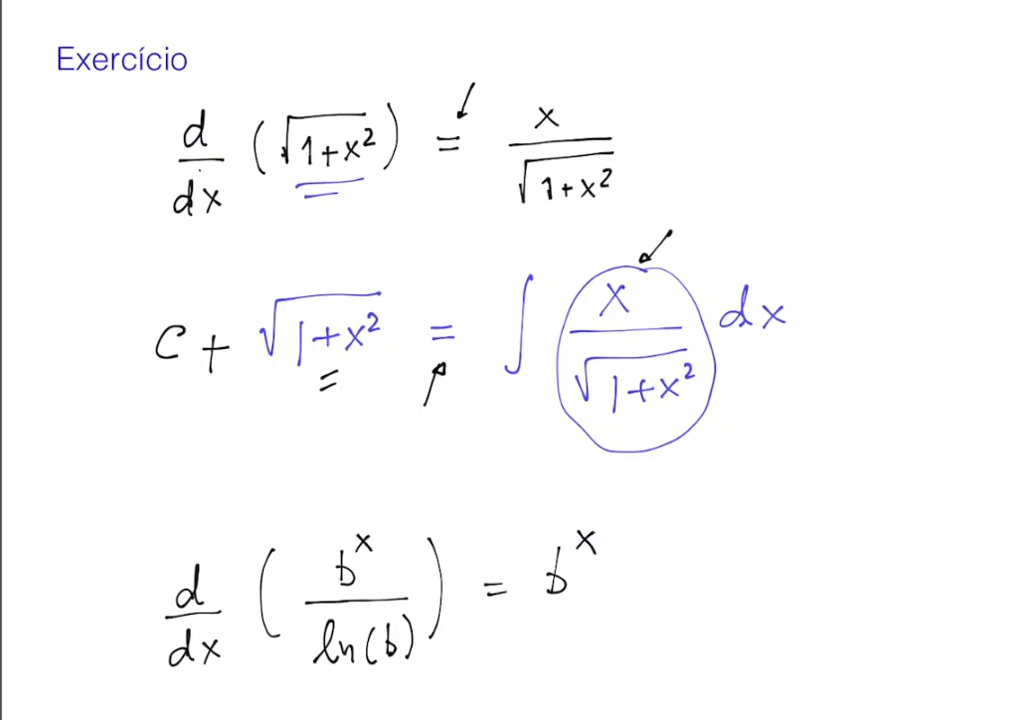 Exercício
d/dx (√(1+x²)) = x/√(1+x²)
C + √(1+x²) = ∫ x/√(1+x²) dx
d/dx (b^x/ln(b)) = b^x